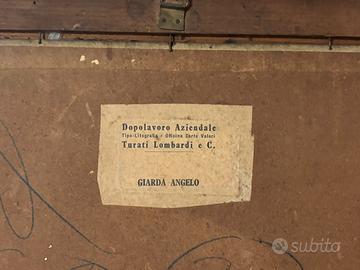 Dopolavoro Aziendale
Tipo-Litografia - Officina Carte Valori
Turati Lombardi e C.
GIARDA ANGELO
subito